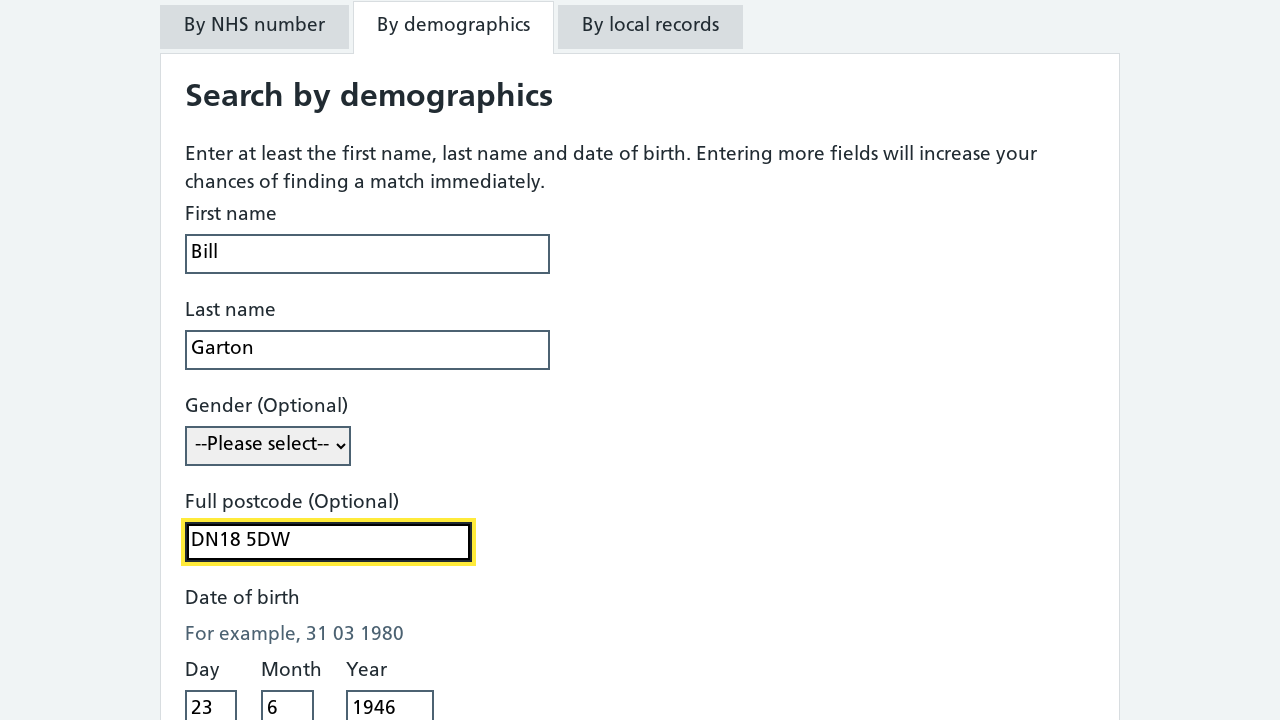 By NHS number
By demographics
By local records
Search by demographics
Enter at least the first name, last name and date of birth. Entering more fields will increase your
chances of finding a match immediately.
First name
Bill
Last name
Garton
Gender (Optional)
--Please select--
Full postcode (Optional)
DN18 5DW
Date of birth
For example, 31 03 1980
Day Month Year
23 6 1946